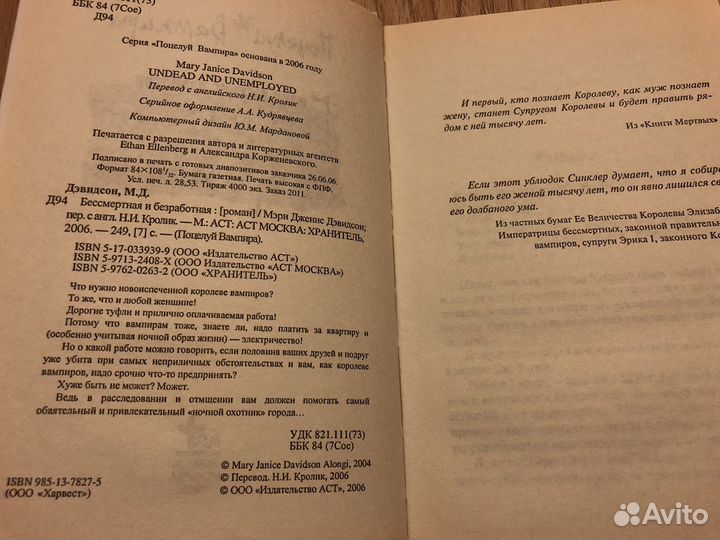 ББК 84 (7Сое)
Д94
Серия «Поцелуй Вампира» основана в 2006 году
Mary Janice Davidson
UNDEAD AND UNEMPLOYED
Перевод с английского Н.И. Кролик
Серийное оформление А.А. Кудрявцева
Компьютерный дизайн Ю.М. Мардановой
Печатается с разрешения автора и литературных агентств
Ethan Ellenberg и Александра Корженевского.
Подписано в печать с готовых диапозитивов заказчика 26.06.06.
Формат 84×108 1/32. Бумага газетная. Печать высокая с ФПФ.
Усл. печ. л. 28,53. Тираж 4000 экз. Заказ 2011.
Дэвидсон, М.Д.
Д94 Бессмертная и безработная : [роман] / Мэри Дженис Дэвидсон;
пер. с англ. Н.И. Кролик. — М.: АСТ: АСТ МОСКВА: ХРАНИТЕЛЬ,
2006. — 249, [7] с. — (Поцелуй Вампира).
ISBN 5-17-033939-9 (ООО «Издательство АСТ»)
ISBN 5-9713-2408-X (ООО Издательство «АСТ МОСКВА»)
ISBN 5-9762-0263-2 (ООО «ХРАНИТЕЛЬ»)
Что нужно новоиспеченной королеве вампиров?
То же, что и любой женщине!
Дорогие туфли и прилично оплачиваемая работа!
Потому что вампирам тоже, знаете ли, надо платить за квартиру и
(особенно учитывая ночной образ жизни) — электричество!
Но о какой работе можно говорить, если половина ваших друзей и подруг
уже убита при самых неприличных обстоятельствах и вам, как королеве
вампиров, надо срочно что-то предпринять?
Хуже быть не может? Может.
Ведь в расследовании и отмщении вам должен помогать самый
обаятельный и привлекательный «ночной охотник» города...
УДК 821.111(73)
ББК 84 (7Сое)
© Mary Janice Davidson Alongi, 2004
© Перевод. Н.И. Кролик, 2006
© ООО «Издательство АСТ», 2006
ISBN 985-13-7827-5
(ООО «Харвест»)
И первый, кто познает Королеву, как муж познает
жену, станет Супругом Королевы и будет править ря-
дом с ней тысячу лет.
Из «Книги Мертвых»
Если этот ублюдок Синклер думает, что я собира-
юсь быть его женой тысячу лет, то он явно лишился
его долбаного ума.
Из частных бумаг Ее Величества Королевы
Императрицы бессмертных, законной
вампиров, супруги Эрика I, законного
Avito